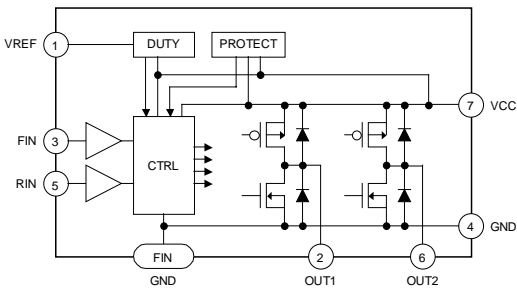 VREF 1 DUTY PROTECT
7 VCC
FIN 3
CTRL
RIN 5
4 GND
FIN 2 6
GND OUT1 OUT2